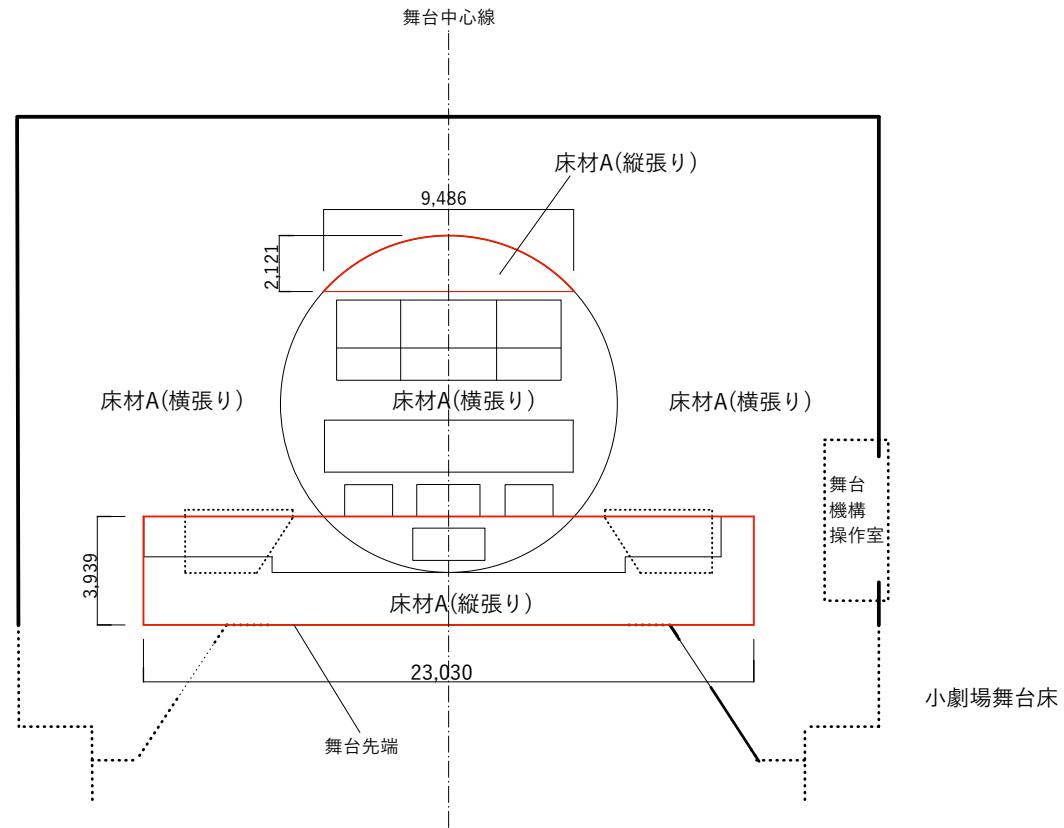 舞台中心線
床材A(縦張り)
9,486
2,121
床材A(横張り)
床材A(横張り)
床材A(横張り)
舞台
機構
操作室
3,939
床材A(縦張り)
23,030
小劇場舞台床
舞台先端